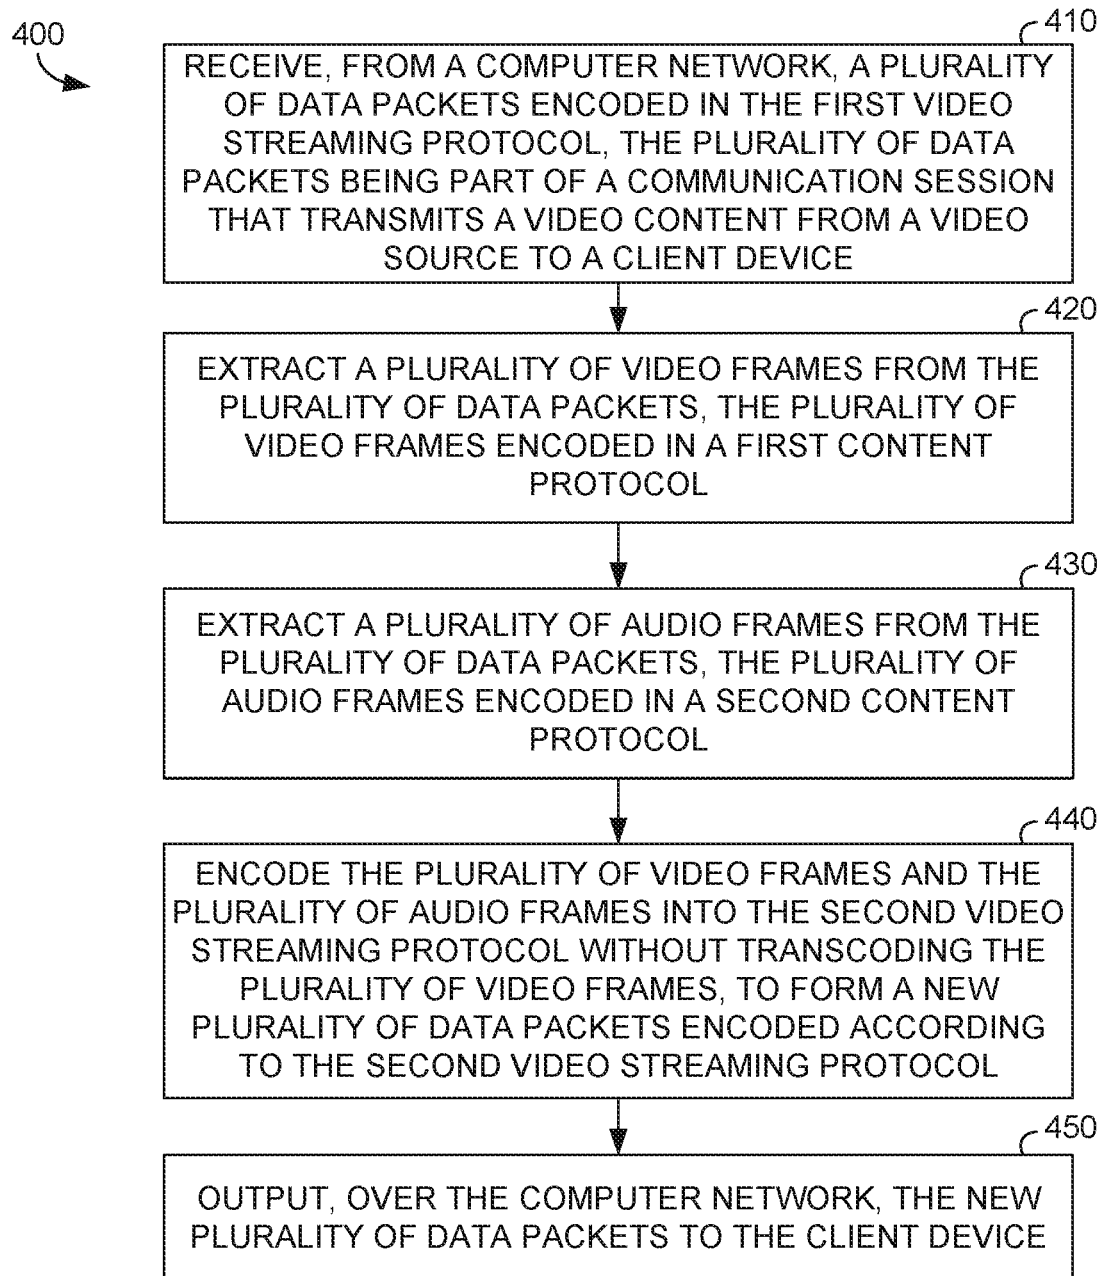 400
410
RECEIVE, FROM A COMPUTER NETWORK, A PLURALITY
OF DATA PACKETS ENCODED IN THE FIRST VIDEO
STREAMING PROTOCOL, THE PLURALITY OF DATA
PACKETS BEING PART OF A COMMUNICATION SESSION
THAT TRANSMITS A VIDEO CONTENT FROM A VIDEO
SOURCE TO A CLIENT DEVICE
420
EXTRACT A PLURALITY OF VIDEO FRAMES FROM THE
PLURALITY OF DATA PACKETS, THE PLURALITY OF
VIDEO FRAMES ENCODED IN A FIRST CONTENT
PROTOCOL
430
EXTRACT A PLURALITY OF AUDIO FRAMES FROM THE
PLURALITY OF DATA PACKETS, THE PLURALITY OF
AUDIO FRAMES ENCODED IN A SECOND CONTENT
PROTOCOL
440
ENCODE THE PLURALITY OF VIDEO FRAMES AND THE
PLURALITY OF AUDIO FRAMES INTO THE SECOND VIDEO
STREAMING PROTOCOL WITHOUT TRANSCODING THE
PLURALITY OF VIDEO FRAMES, TO FORM A NEW
PLURALITY OF DATA PACKETS ENCODED ACCORDING
TO THE SECOND VIDEO STREAMING PROTOCOL
450
OUTPUT, OVER THE COMPUTER NETWORK, THE NEW
PLURALITY OF DATA PACKETS TO THE CLIENT DEVICE